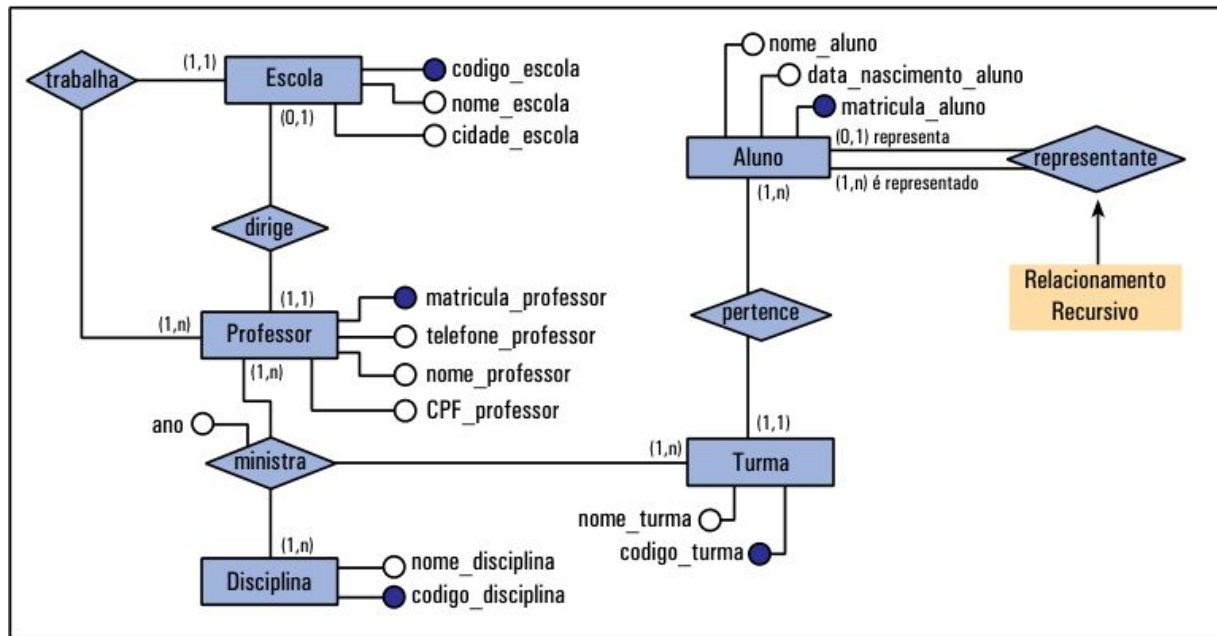 trabalha
(1,1)
Escola
codigo_escola
nome_escola
cidade_escola
(0,1)
dirige
(1,1)
(1,n)
Professor
matricula_professor
telefone_professor
nome_professor
CPF_professor
(1,n)
ano
ministra
(1,n)
Disciplina
nome_disciplina
codigo_disciplina
nome_aluno
data_nascimento_aluno
matricula_aluno
Aluno
(0,1) representa
(1,n) é representado
representante
(1,n)
Relacionamento
Recursivo
pertence
(1,1)
(1,n)
Turma
nome_turma
codigo_turma